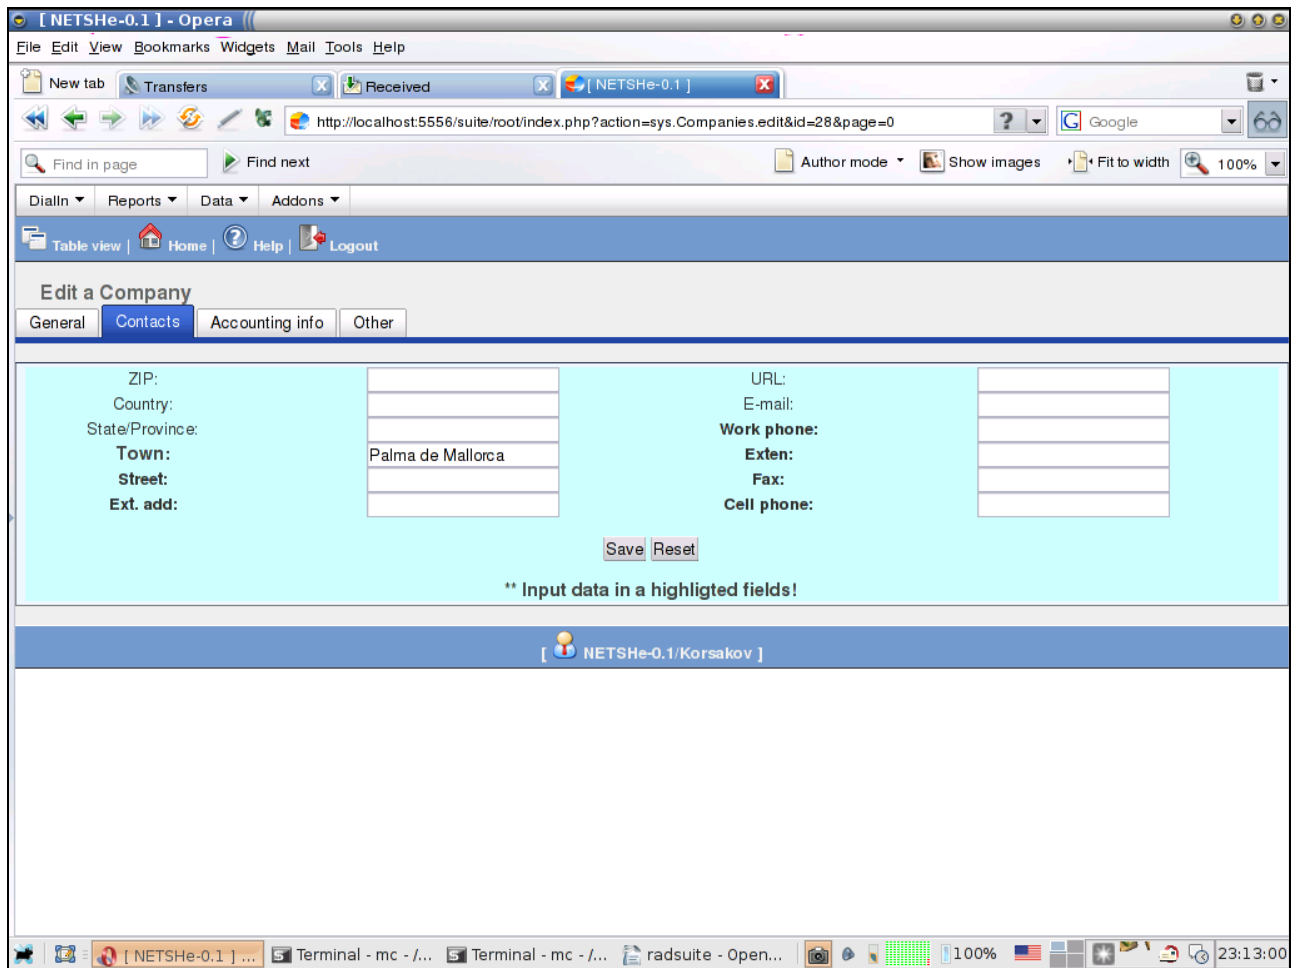 [ NETSHe-0.1 ] - Opera
File Edit View Bookmarks Widgets Mail Tools Help
New tab Transfers Received [ NETSHe-0.1 ]
http://localhost:5556/suite/root/index.php?action=sys.Companies.edit&id=28&page=0 ? G Google
Find in page Find next Author mode Show images Fit to width 100%
DialIn Reports Data Addons
Table view | Home | Help | Logout
Edit a Company
General Contacts Accounting info Other
ZIP: URL:
Country: E-mail:
State/Province: Work phone:
Town: Palma de Mallorca Exten:
Street: Fax:
Ext. add: Cell phone:
Save Reset
** Input data in a highligted fields!
[ NETSHe-0.1/Korsakov ]
[ NETSHe-0.1 ] ... Terminal - mc - /... Terminal - mc - /... radsuite - Open... 100% 23:13:00